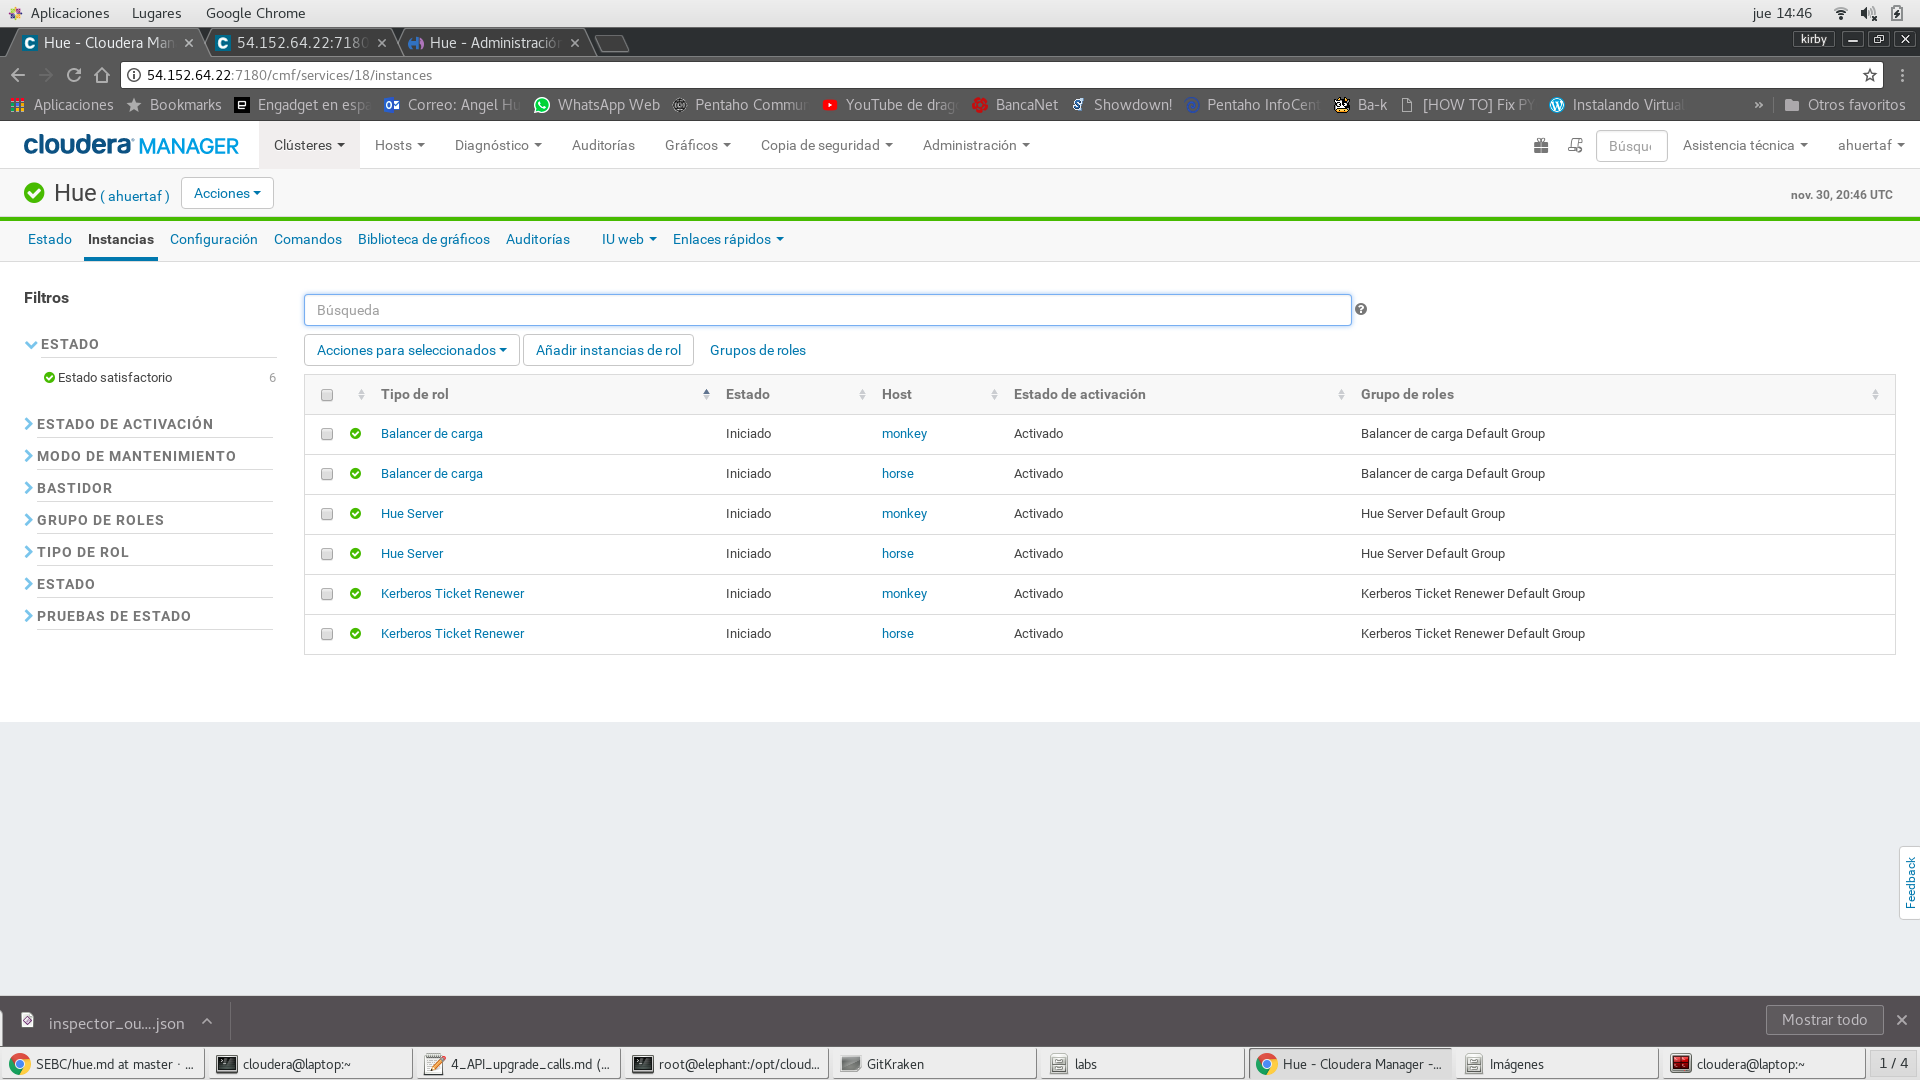 Aplicaciones Lugares Google Chrome jue 14:46
Hue - Cloudera Man 54.152.64.22:7180 Hue - Administración kirby
54.152.64.22:7180/cmf/services/18/instances
Aplicaciones Bookmarks Engadget en espa Correo: Angel Hu WhatsApp Web Pentaho Commun YouTube de drag BancaNet Showdown! Pentaho InfoCent Ba-k [HOW TO] Fix PY Instalando Virtual » Otros favoritos
cloudera MANAGER Clústeres Hosts Diagnóstico Auditorías Gráficos Copia de seguridad Administración Búsqu Asistencia técnica ahuertaf
Hue ( ahuertaf ) Acciones nov. 30, 20:46 UTC
Estado Instancias Configuración Comandos Biblioteca de gráficos Auditorías IU web Enlaces rápidos
Filtros
Búsqueda
ESTADO
Estado satisfactorio 6
ESTADO DE ACTIVACIÓN
MODO DE MANTENIMIENTO
BASTIDOR
GRUPO DE ROLES
TIPO DE ROL
ESTADO
PRUEBAS DE ESTADO
Acciones para seleccionados Añadir instancias de rol Grupos de roles
Tipo de rol Estado Host Estado de activación Grupo de roles
Balancer de carga Iniciado monkey Activado Balancer de carga Default Group
Balancer de carga Iniciado horse Activado Balancer de carga Default Group
Hue Server Iniciado monkey Activado Hue Server Default Group
Hue Server Iniciado horse Activado Hue Server Default Group
Kerberos Ticket Renewer Iniciado monkey Activado Kerberos Ticket Renewer Default Group
Kerberos Ticket Renewer Iniciado horse Activado Kerberos Ticket Renewer Default Group
Feedback
inspector_ou....json Mostrar todo
SEBC/hue.md at master · ... cloudera@laptop:~ 4_API_upgrade_calls.md (... root@elephant:/opt/cloud... GitKraken labs Hue - Cloudera Manager -... Imágenes cloudera@laptop:~ 1 / 4